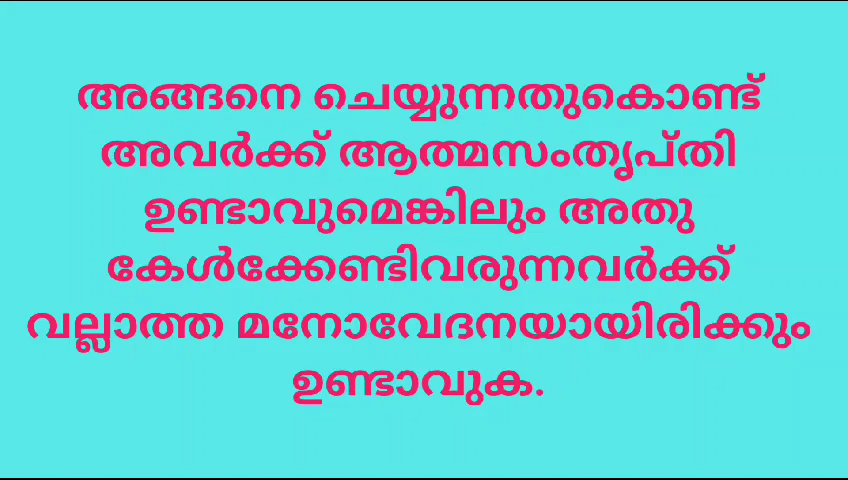 അങ്ങനെ ചെയ്യുന്നതുകൊണ്ട്
അവർക്ക് ആത്മസംതൃപ്തി
ഉണ്ടാവുമെങ്കിലും അതു
കേൾക്കേണ്ടിവരുന്നവർക്ക്
വല്ലാത്ത മനോവേദനയായിരിക്കും
ഉണ്ടാവുക.